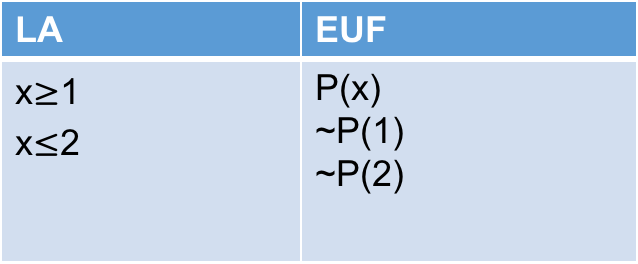 LA
EUF
x≥1
x≤2
P(x)
~P(1)
~P(2)